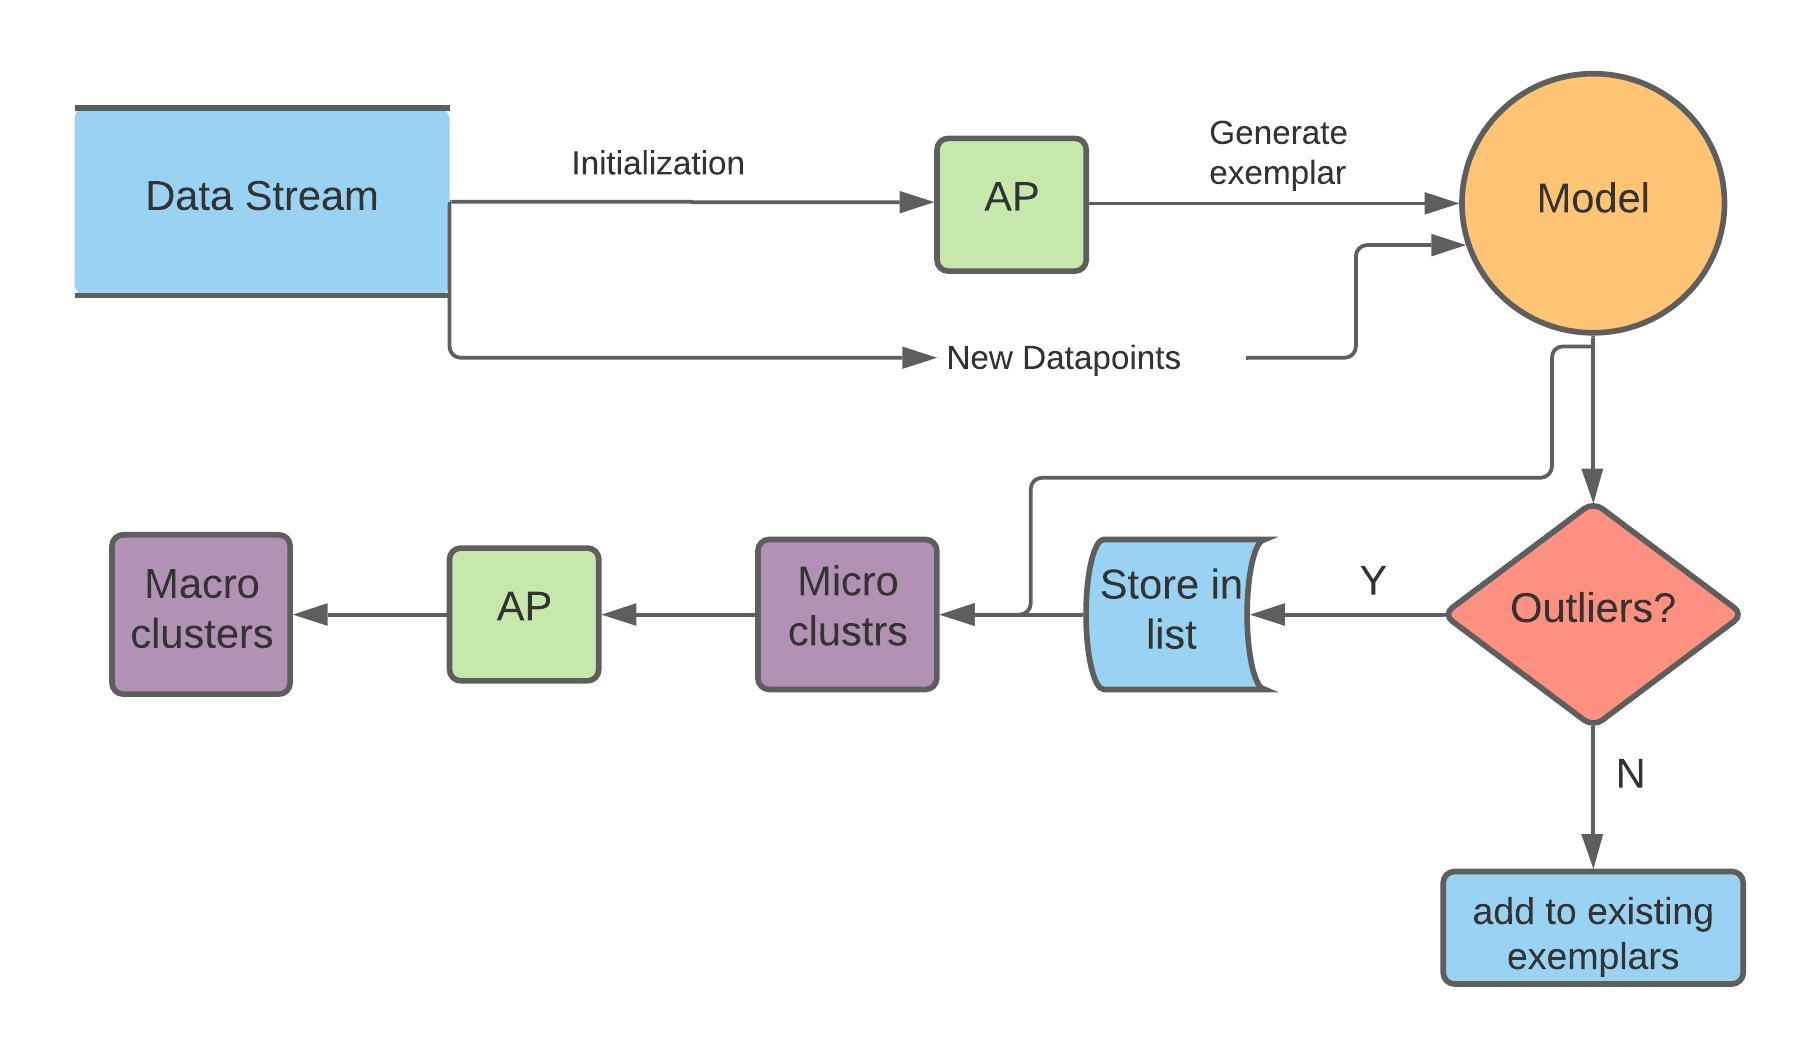 Data Stream
Initialization
AP
Generate
exemplar
Model
New Datapoints
Macro
clusters
AP
Micro
clustrs
Store in
list
Y
Outliers?
N
add to existing
exemplars